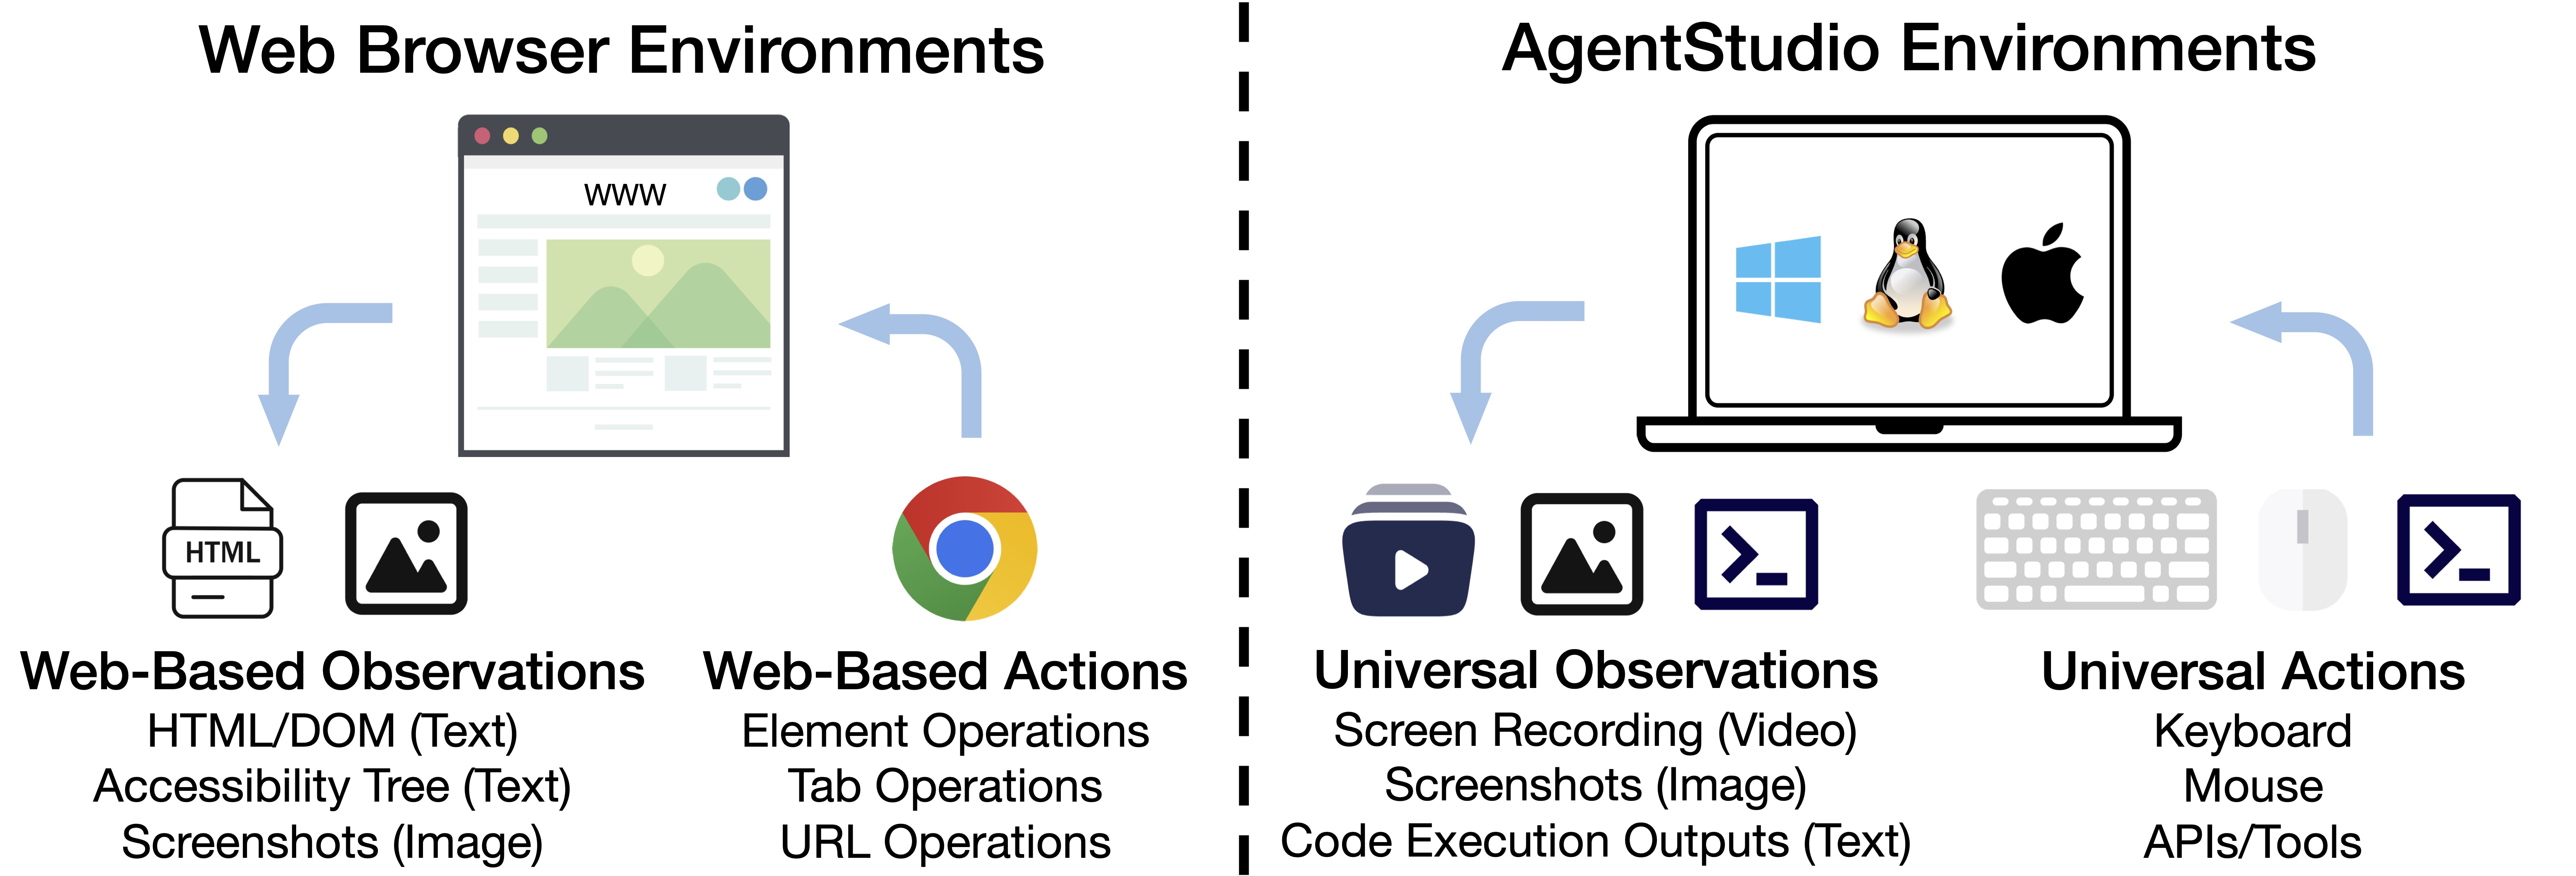 Web Browser Environments
WWW
HTML
Web-Based Observations
HTML/DOM (Text)
Accessibility Tree (Text)
Screenshots (Image)
Web-Based Actions
Element Operations
Tab Operations
URL Operations
AgentStudio Environments
>_
>_
Universal Observations
Screen Recording (Video)
Screenshots (Image)
Code Execution Outputs (Text)
Universal Actions
Keyboard
Mouse
APIs/Tools